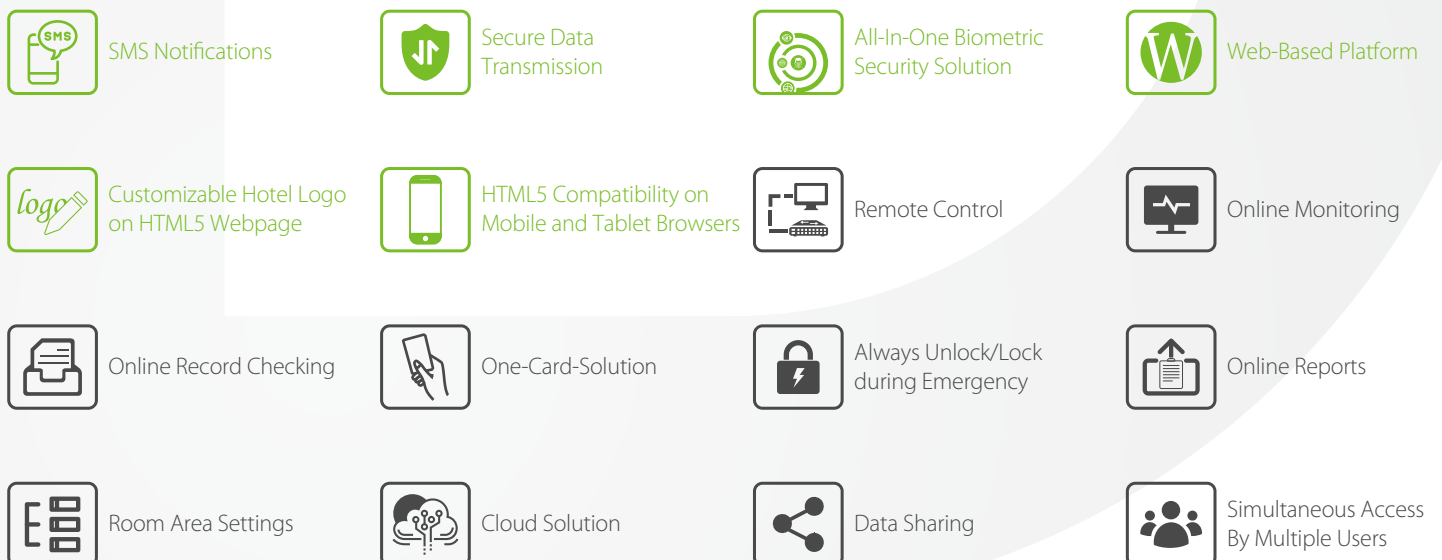 SMS
SMS Notifications
Secure Data
Transmission
All-In-One Biometric
Security Solution
W
Web-Based Platform
logo
Customizable Hotel Logo
on HTML5 Webpage
HTML5 Compatibility on
Mobile and Tablet Browsers
Remote Control
Online Monitoring
Online Record Checking
One-Card-Solution
Always Unlock/Lock
during Emergency
Online Reports
Room Area Settings
Cloud Solution
Data Sharing
Simultaneous Access
By Multiple Users